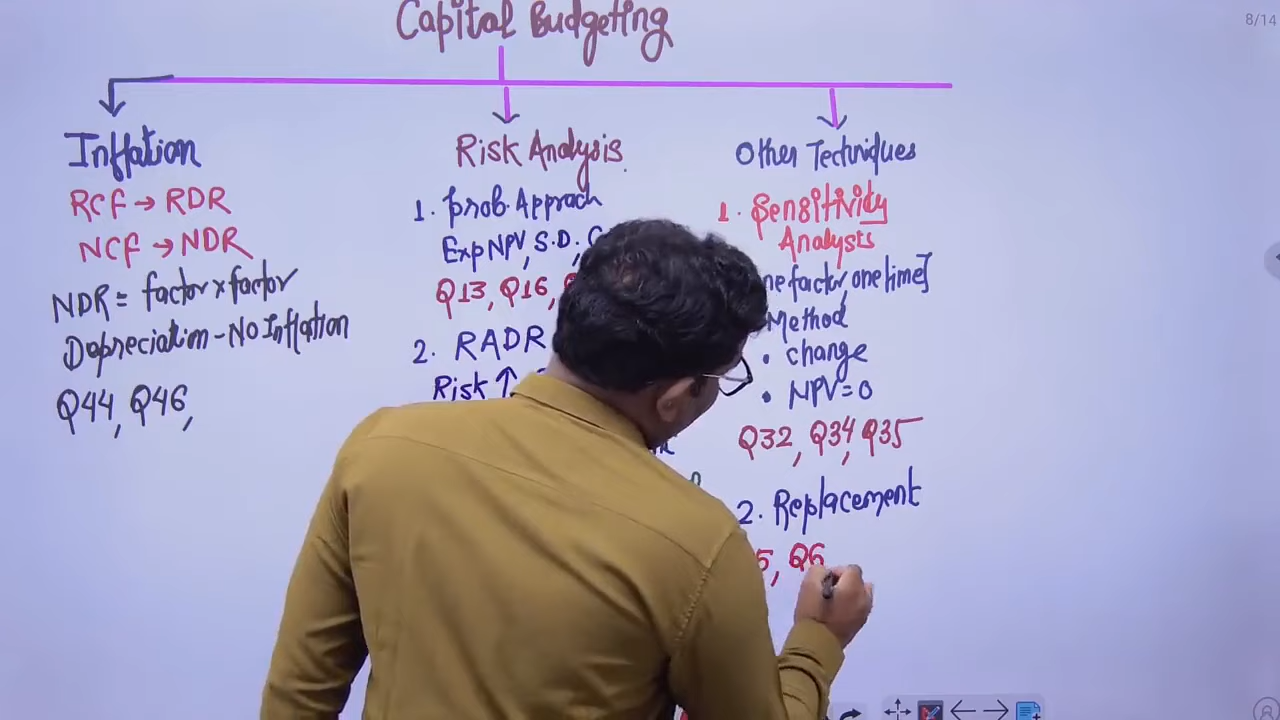 8/14
Capital Budgeting
Inflation
RCF → RDR
NCF → NDR
NDR = factor x factor
Depreciation - No Inflation
Q44, Q46,
Risk Analysis
1. Prob. Approach
Exp NPV, S.D.,
Q13, Q16,
2. RADR
Risk ↑
Other Techniques
1. Sensitivity
Analysis
factor, one time]
Method
• change
• NPV = 0
Q32, Q34, Q35
2. Replacement
5, Q6